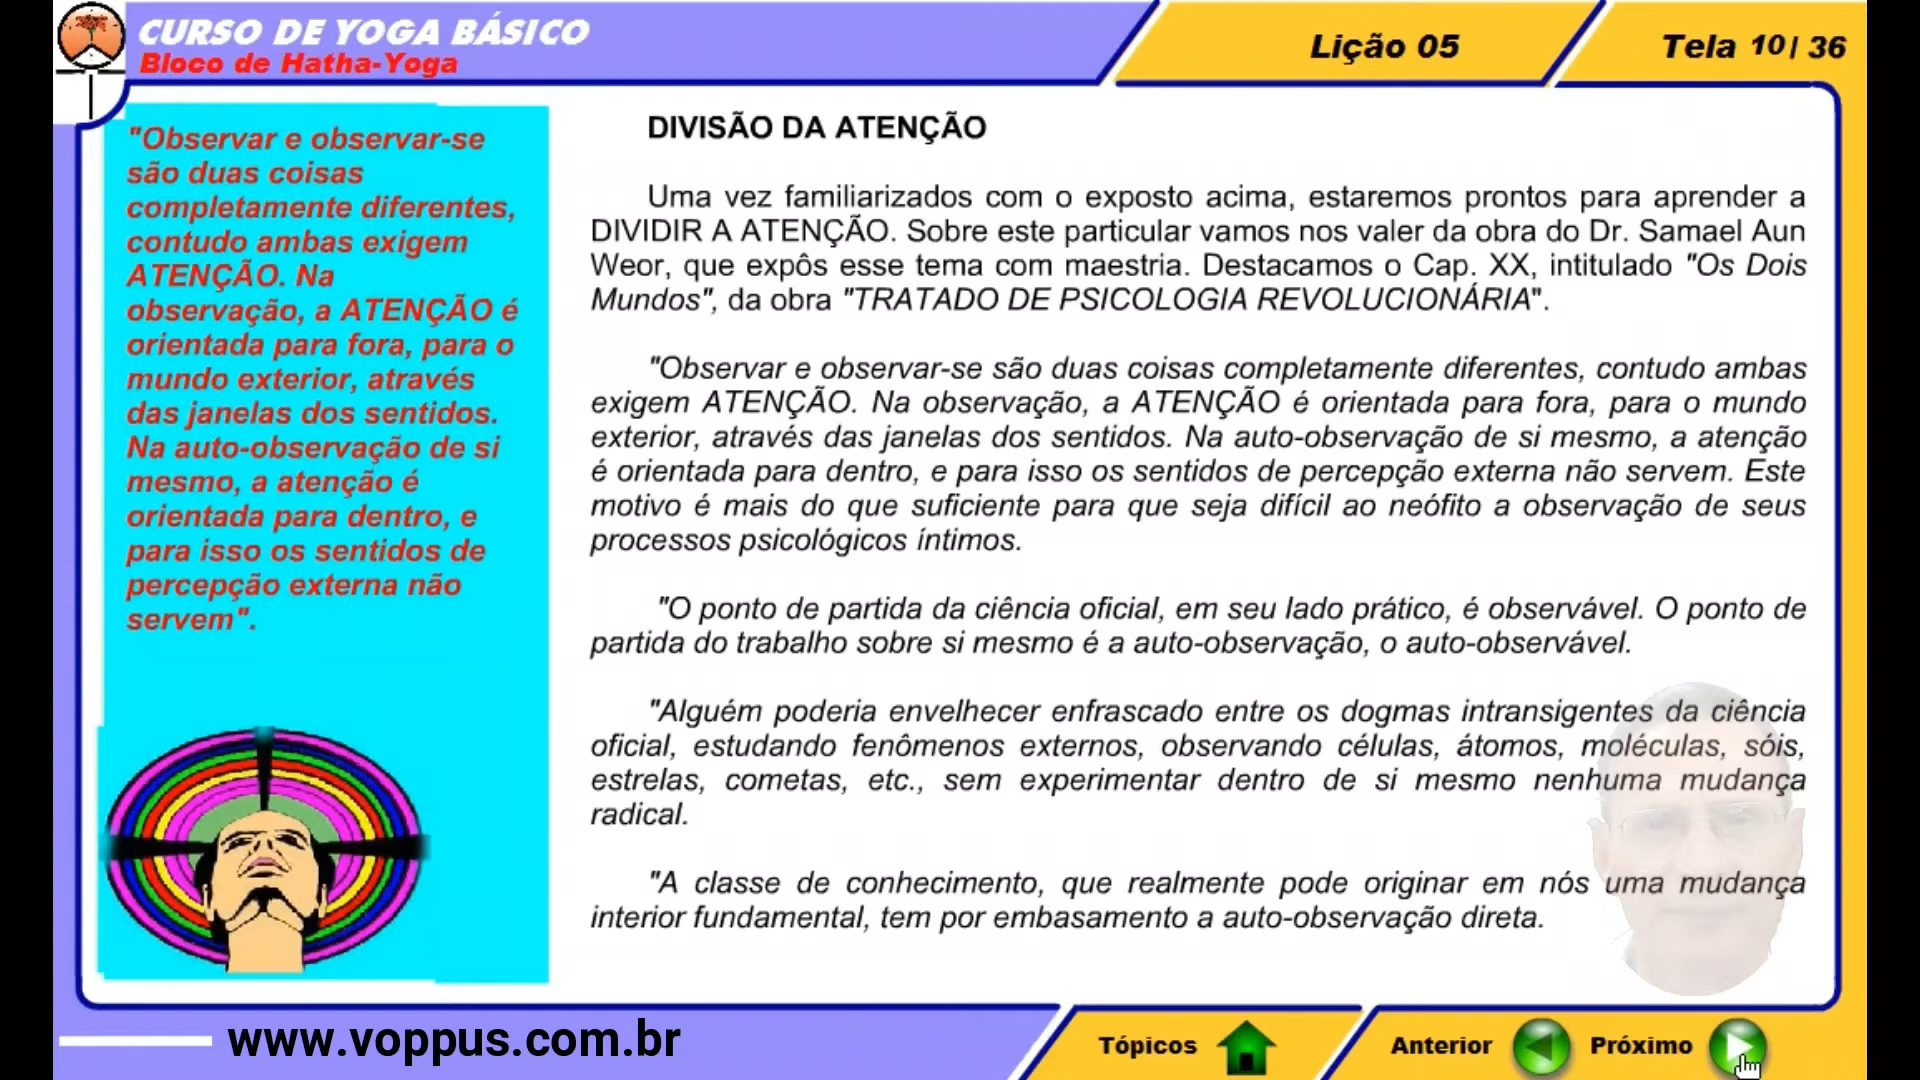 CURSO DE YOGA BÁSICO
Bloco de Hatha-Yoga
Lição 05
Tela 10/ 36
"Observar e observar-se
são duas coisas
completamente diferentes,
contudo ambas exigem
ATENÇÃO. Na
observação, a ATENÇÃO é
orientada para fora, para o
mundo exterior, através
das janelas dos sentidos.
Na auto-observação de si
mesmo, a atenção é
orientada para dentro, e
para isso os sentidos de
percepção externa não
servem".
DIVISÃO DA ATENÇÃO
Uma vez familiarizados com o exposto acima, estaremos prontos para aprender a
DIVIDIR A ATENÇÃO. Sobre este particular vamos nos valer da obra do Dr. Samael Aun
Weor, que expôs esse tema com maestria. Destacamos o Cap. XX, intitulado "Os Dois
Mundos", da obra "TRATADO DE PSICOLOGIA REVOLUCIONÁRIA".
"Observar e observar-se são duas coisas completamente diferentes, contudo ambas
exigem ATENÇÃO. Na observação, a ATENÇÃO é orientada para fora, para o mundo
exterior, através das janelas dos sentidos. Na auto-observação de si mesmo, a atenção
é orientada para dentro, e para isso os sentidos de percepção externa não servem. Este
motivo é mais do que suficiente para que seja difícil ao neófito a observação de seus
processos psicológicos íntimos.
"O ponto de partida da ciência oficial, em seu lado prático, é observável. O ponto de
partida do trabalho sobre si mesmo é a auto-observação, o auto-observável.
"Alguém poderia envelhecer enfrascado entre os dogmas intransigentes da ciência
oficial, estudando fenômenos externos, observando células, átomos, moléculas, sóis,
estrelas, cometas, etc., sem experimentar dentro de si mesmo nenhuma mudança
radical.
"A classe de conhecimento, que realmente pode originar em nós uma mudança
interior fundamental, tem por embasamento a auto-observação direta.
www.voppus.com.br
Tópicos
Anterior
Próximo